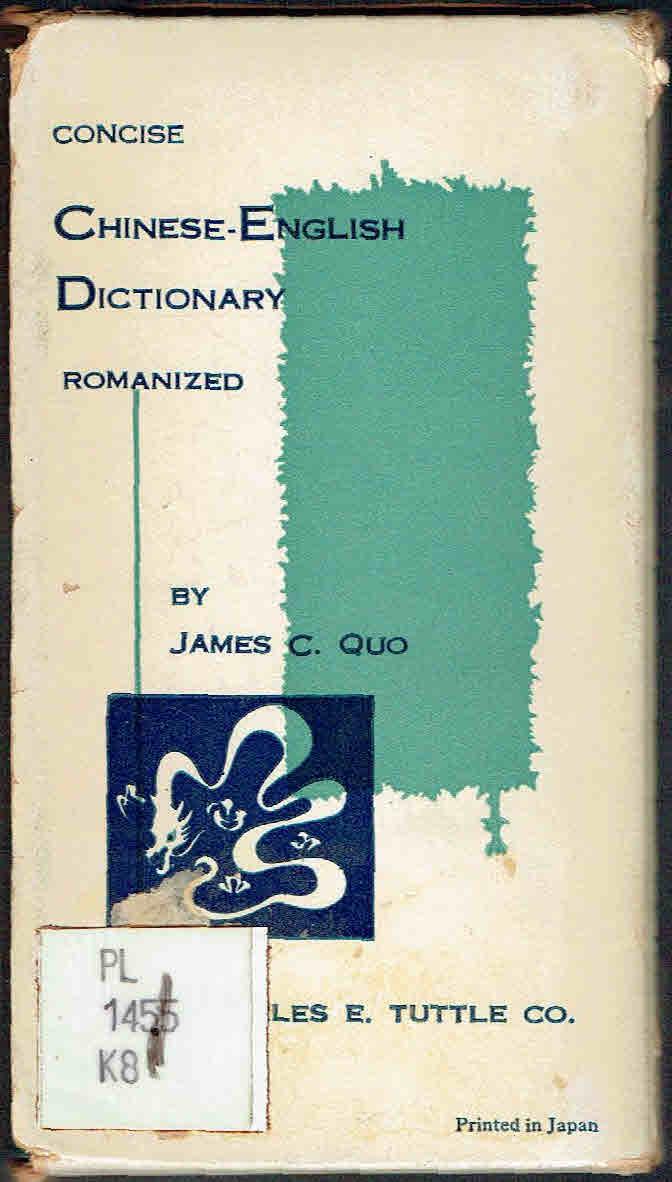 CONCISE
CHINESE-ENGLISH
DICTIONARY
ROMANIZED
BY
JAMES C. QUO
PL
1455
K8
LES E. TUTTLE CO.
Printed in Japan